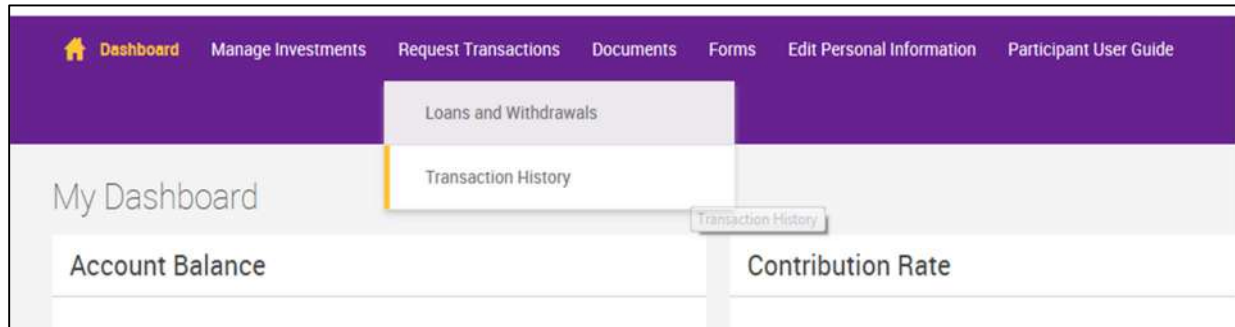 Dashboard Manage Investments Request Transactions Documents Forms Edit Personal Information Participant User Guide
Loans and Withdrawals
Transaction History
My Dashboard
Transaction History
Account Balance Contribution Rate